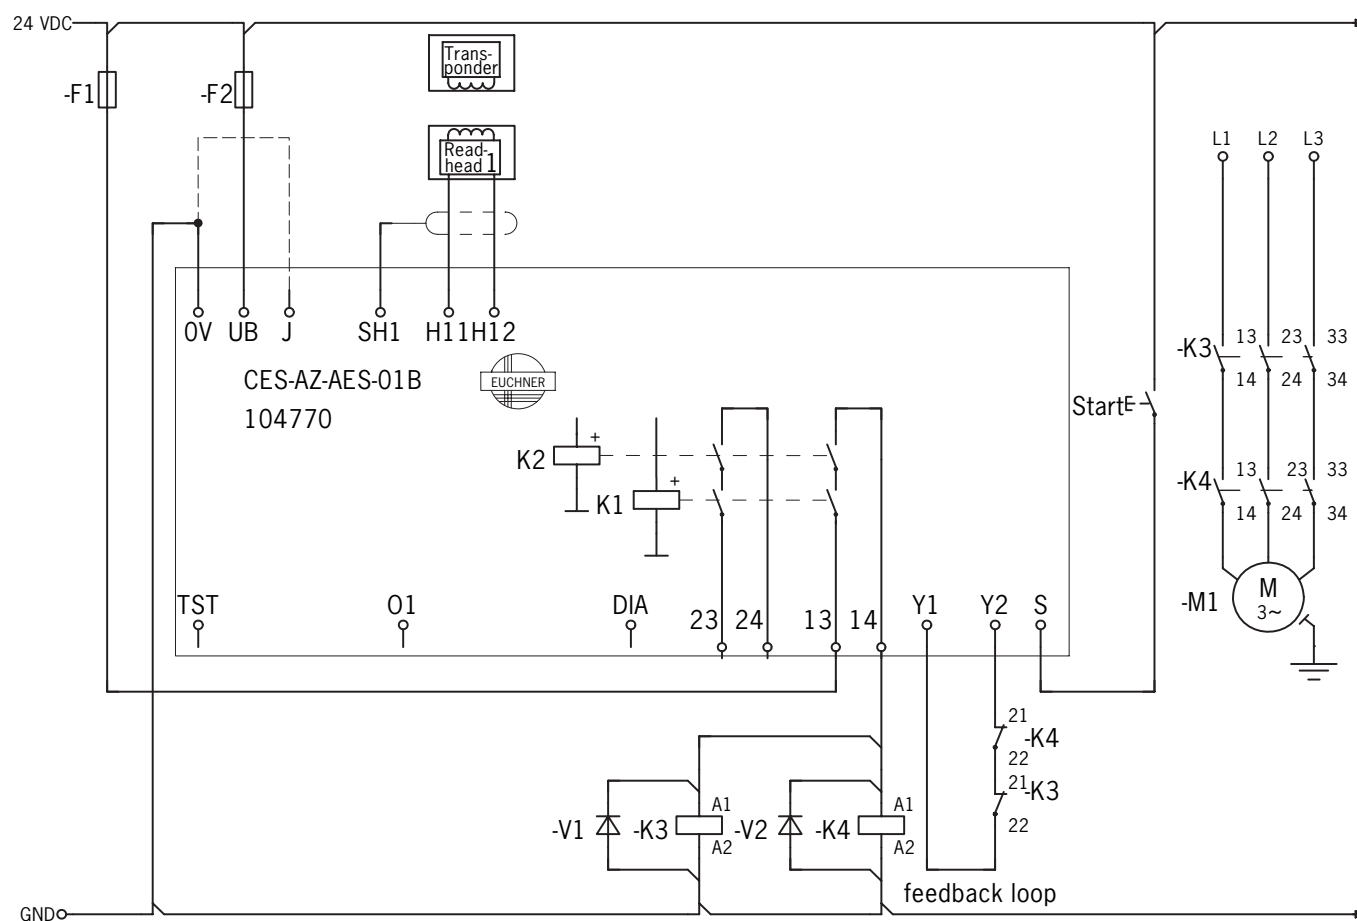 24 VDC
-F1
-F2
Trans-
ponder
Read-
head 1
L1 L2 L3
0V UB J SH1 H11 H12
CES-AZ-AES-01B
104770
EUCHNER
-K3
13 23 33
14 24 34
Start
K2
+
K1
+
-K4
13 23 33
14 24 34
TST O1 DIA 23 24 13 14 Y1 Y2 S
-M1
M
3~
21
-K4
22
21
-K3
22
-V1
-K3
A1
A2
-V2
-K4
A1
A2
feedback loop
GND